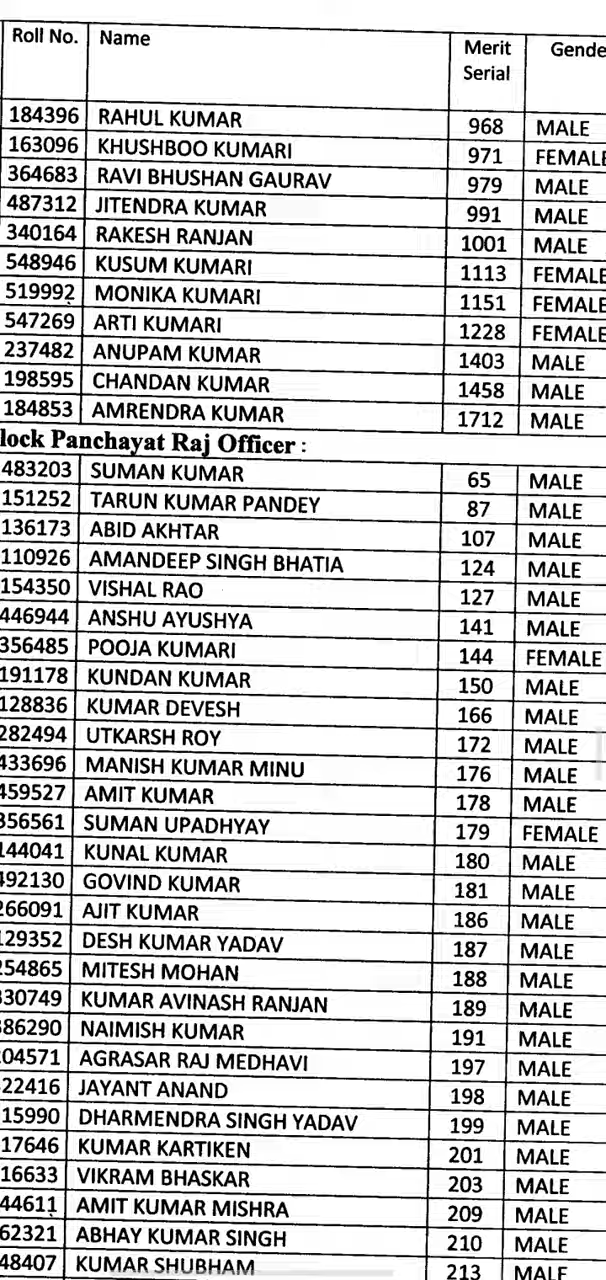 Roll No. Name Merit Serial Gende
184396 RAHUL KUMAR 968 MALE
163096 KHUSHBOO KUMARI 971 FEMALE
364683 RAVI BHUSHAN GAURAV 979 MALE
487312 JITENDRA KUMAR 991 MALE
340164 RAKESH RANJAN 1001 MALE
548946 KUSUM KUMARI 1113 FEMALE
519992 MONIKA KUMARI 1151 FEMALE
547269 ARTI KUMARI 1228 FEMALE
237482 ANUPAM KUMAR 1403 MALE
198595 CHANDAN KUMAR 1458 MALE
184853 AMRENDRA KUMAR 1712 MALE
lock Panchayat Raj Officer :
483203 SUMAN KUMAR 65 MALE
151252 TARUN KUMAR PANDEY 87 MALE
136173 ABID AKHTAR 107 MALE
110926 AMANDEEP SINGH BHATIA 124 MALE
154350 VISHAL RAO 127 MALE
446944 ANSHU AYUSHYA 141 MALE
356485 POOJA KUMARI 144 FEMALE
191178 KUNDAN KUMAR 150 MALE
128836 KUMAR DEVESH 166 MALE
282494 UTKARSH ROY 172 MALE
433696 MANISH KUMAR MINU 176 MALE
459527 AMIT KUMAR 178 MALE
356561 SUMAN UPADHYAY 179 FEMALE
144041 KUNAL KUMAR 180 MALE
492130 GOVIND KUMAR 181 MALE
266091 AJIT KUMAR 186 MALE
129352 DESH KUMAR YADAV 187 MALE
254865 MITESH MOHAN 188 MALE
330749 KUMAR AVINASH RANJAN 189 MALE
386290 NAIMISH KUMAR 191 MALE
204571 AGRASAR RAJ MEDHAVI 197 MALE
22416 JAYANT ANAND 198 MALE
15990 DHARMENDRA SINGH YADAV 199 MALE
17646 KUMAR KARTIKEN 201 MALE
16633 VIKRAM BHASKAR 203 MALE
44611 AMIT KUMAR MISHRA 209 MALE
62321 ABHAY KUMAR SINGH 210 MALE
48407 KUMAR SHUBHAM 213 MALE